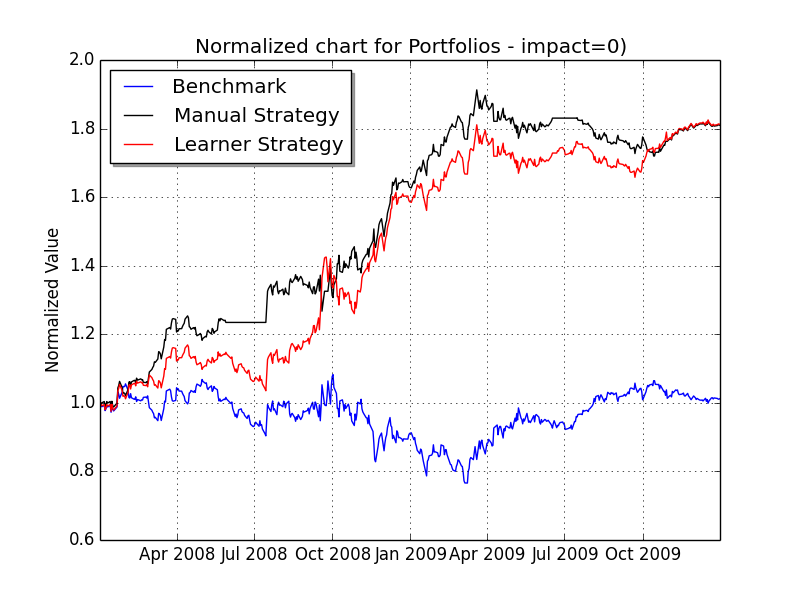 Normalized chart for Portfolios - impact=0)
Benchmark
Manual Strategy
Learner Strategy
Normalized Value
2.0
1.8
1.6
1.4
1.2
1.0
0.8
0.6
Apr 2008 Jul 2008 Oct 2008 Jan 2009 Apr 2009 Jul 2009 Oct 2009